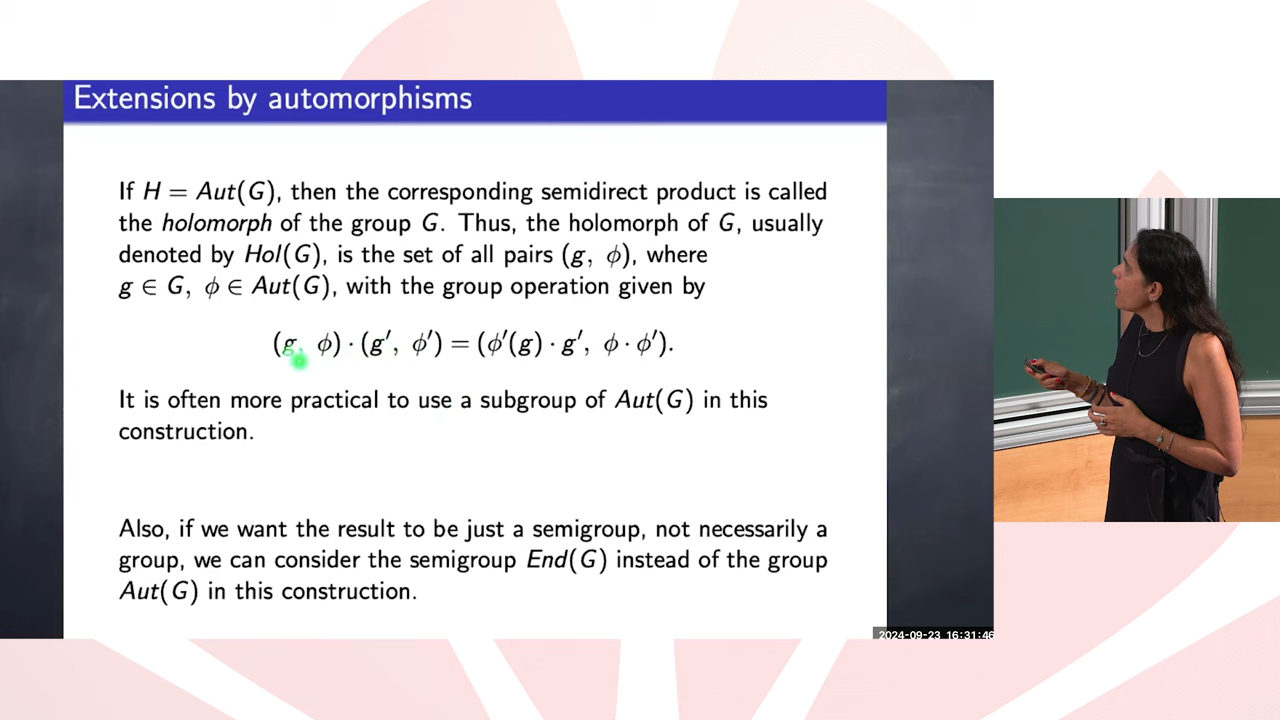 Extensions by automorphisms
If H = Aut(G), then the corresponding semidirect product is called
the holomorph of the group G. Thus, the holomorph of G, usually
denoted by Hol(G), is the set of all pairs (g, ϕ), where
g ∈ G, ϕ ∈ Aut(G), with the group operation given by
(g, ϕ) · (g′, ϕ′) = (ϕ′(g) · g′, ϕ · ϕ′).
It is often more practical to use a subgroup of Aut(G) in this
construction.
Also, if we want the result to be just a semigroup, not necessarily a
group, we can consider the semigroup End(G) instead of the group
Aut(G) in this construction.
2024-09-23 16:31:46